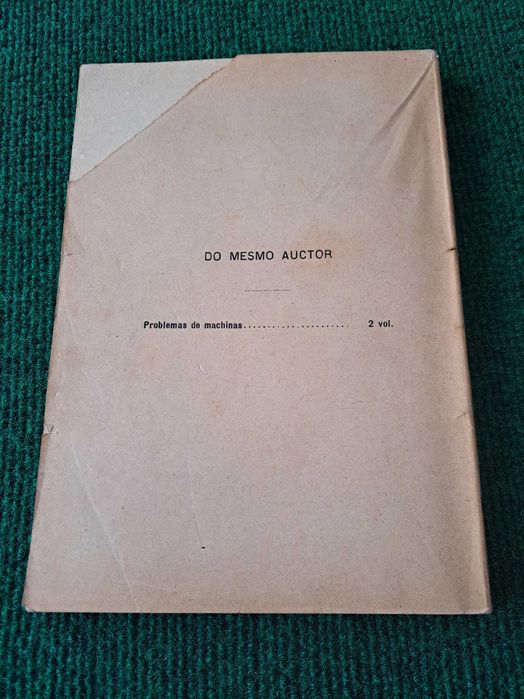 DO MESMO AUCTOR
Problemas de machinas...................... 2 vol.